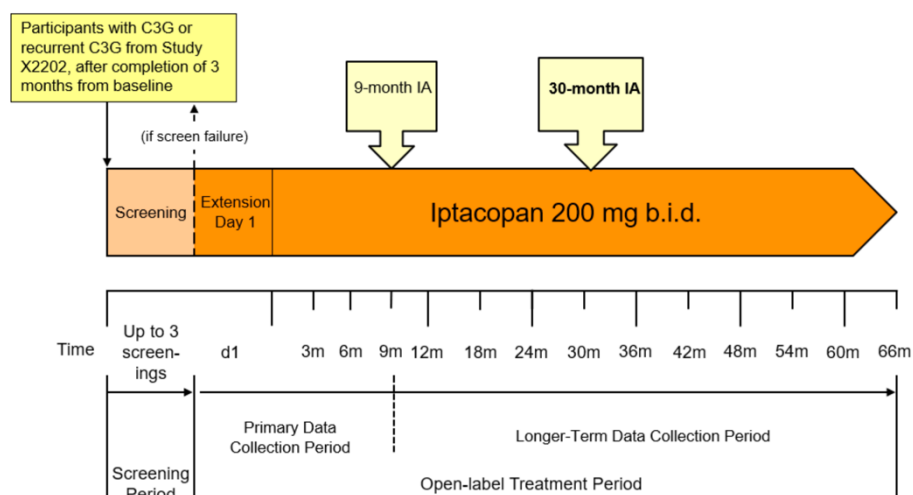 Participants with C3G or
recurrent C3G from Study
X2202, after completion of 3
months from baseline
(if screen failure)
9-month IA
30-month IA
Screening
Extension
Day 1
Iptacopan 200 mg b.i.d.
Time
Up to 3
screen-
ings
d1
3m
6m
9m
12m
18m
24m
30m
36m
42m
48m
54m
60m
66m
Primary Data
Collection Period
Longer-Term Data Collection Period
Screening
Period
Open-label Treatment Period